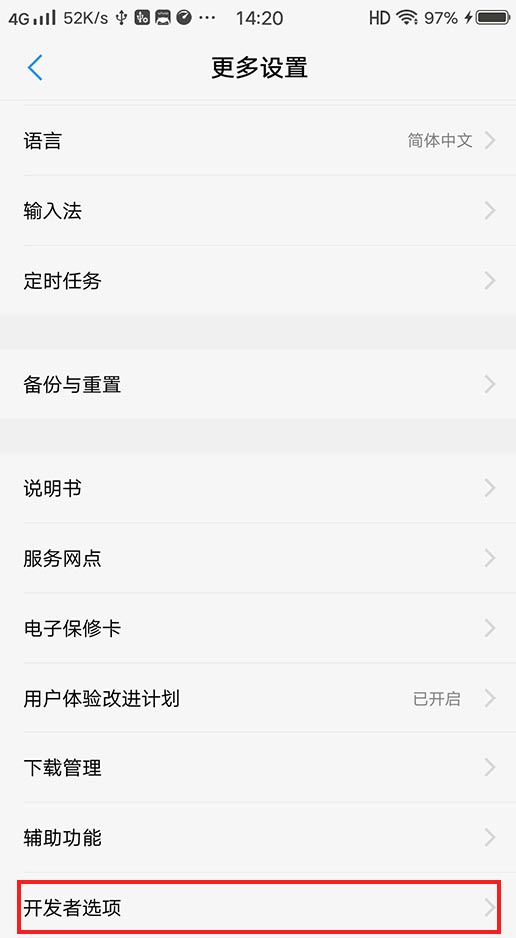 4G 52K/s 14:20 HD 97%
更多设置
语言 简体中文
输入法
定时任务
备份与重置
说明书
服务网点
电子保修卡
用户体验改进计划 已开启
下载管理
辅助功能
开发者选项